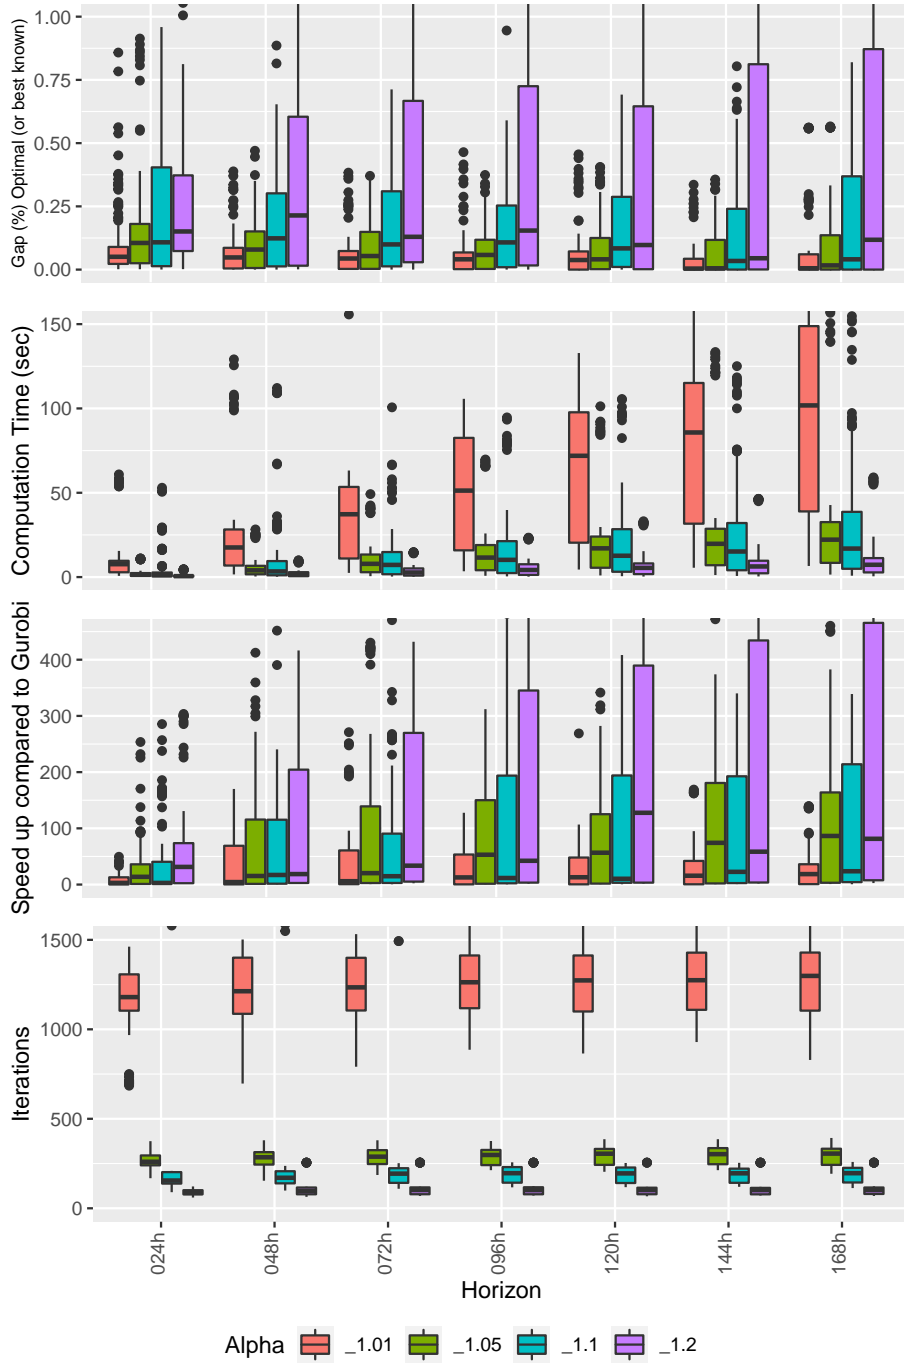 Gap (%) Optimal (or best known)
1.00
0.75
0.50
0.25
0.00
Computation Time (sec)
150
100
50
0
Speed up compared to Gurobi
400
300
200
100
0
Iterations
1500
1000
500
0
024h
048h
072h
096h
120h
144h
168h
Horizon
Alpha _1.01 _1.05 _1.1 _1.2